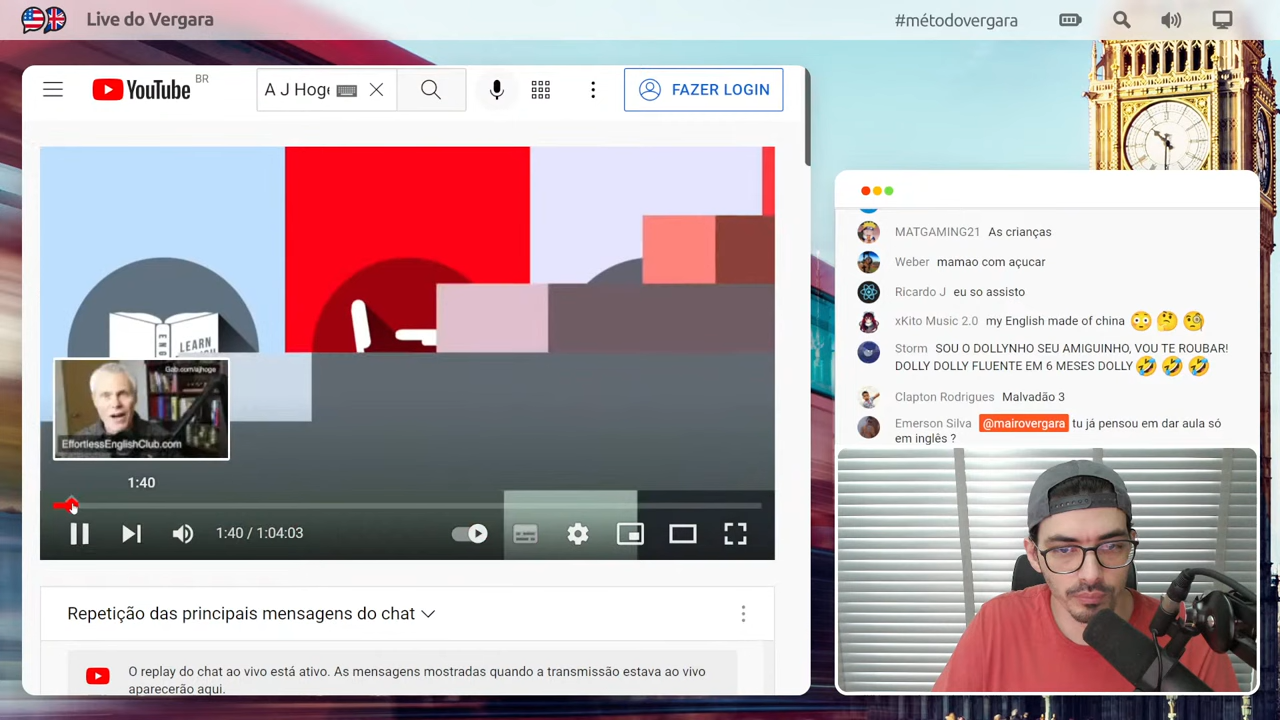 Live do Vergara
#métodovergara
YouTube BR
A J Hoge
FAZER LOGIN
LEARN
Gab.com/ajhoge
EffortlessEnglishClub.com
1:40
1:40 / 1:04:03
Repetição das principais mensagens do chat
O replay do chat ao vivo está ativo. As mensagens mostradas quando a transmissão estava ao vivo
aparecerão aqui.
MATGAMING21 As crianças
Weber mamao com açucar
Ricardo J eu so assisto
xKito Music 2.0 my English made of china
Storm SOU O DOLLYNHO SEU AMIGUINHO, VOU TE ROUBAR!
DOLLY DOLLY FLUENTE EM 6 MESES DOLLY
Clapton Rodrigues Malvadão 3
Emerson Silva @mairovergara tu já pensou em dar aula só
em inglês ?